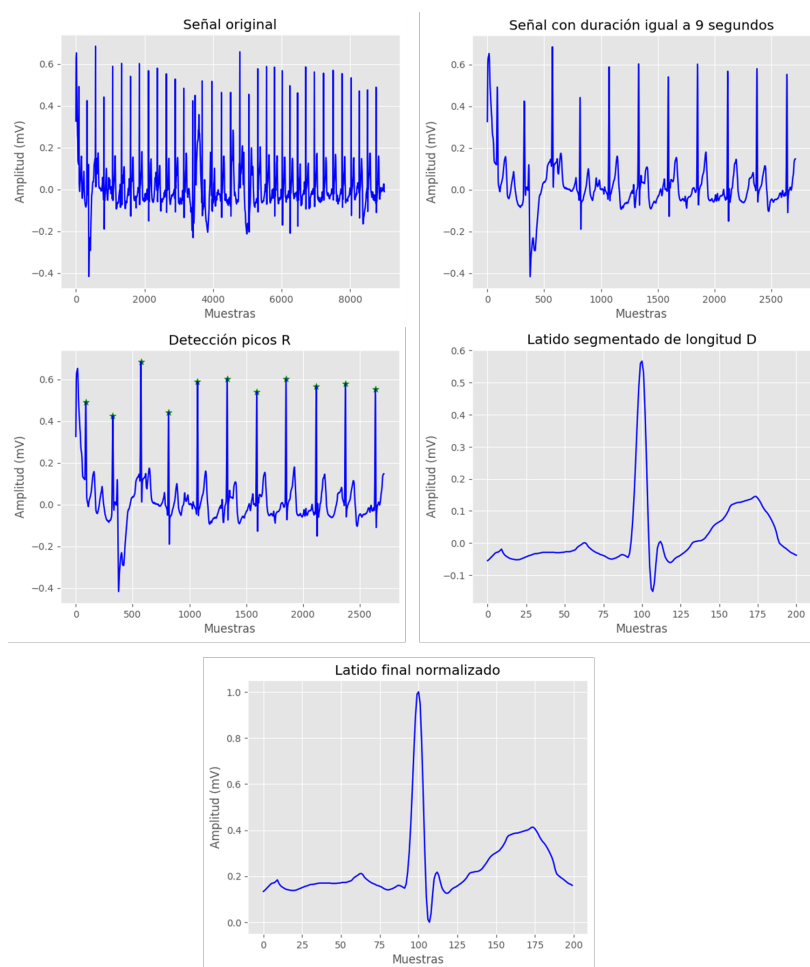 Señal original
Amplitud (mV)
0.6
0.4
0.2
0.0
−0.2
−0.4
0 2000 4000 6000 8000
Muestras
Señal con duración igual a 9 segundos
Amplitud (mV)
0.6
0.4
0.2
0.0
−0.2
−0.4
0 500 1000 1500 2000 2500
Muestras
Detección picos R
Amplitud (mV)
0.6
0.4
0.2
0.0
−0.2
−0.4
0 500 1000 1500 2000 2500
Muestras
Latido segmentado de longitud D
Amplitud (mV)
0.6
0.5
0.4
0.3
0.2
0.1
0.0
−0.1
0 25 50 75 100 125 150 175 200
Muestras
Latido final normalizado
Amplitud (mV)
1.0
0.8
0.6
0.4
0.2
0.0
0 25 50 75 100 125 150 175 200
Muestras